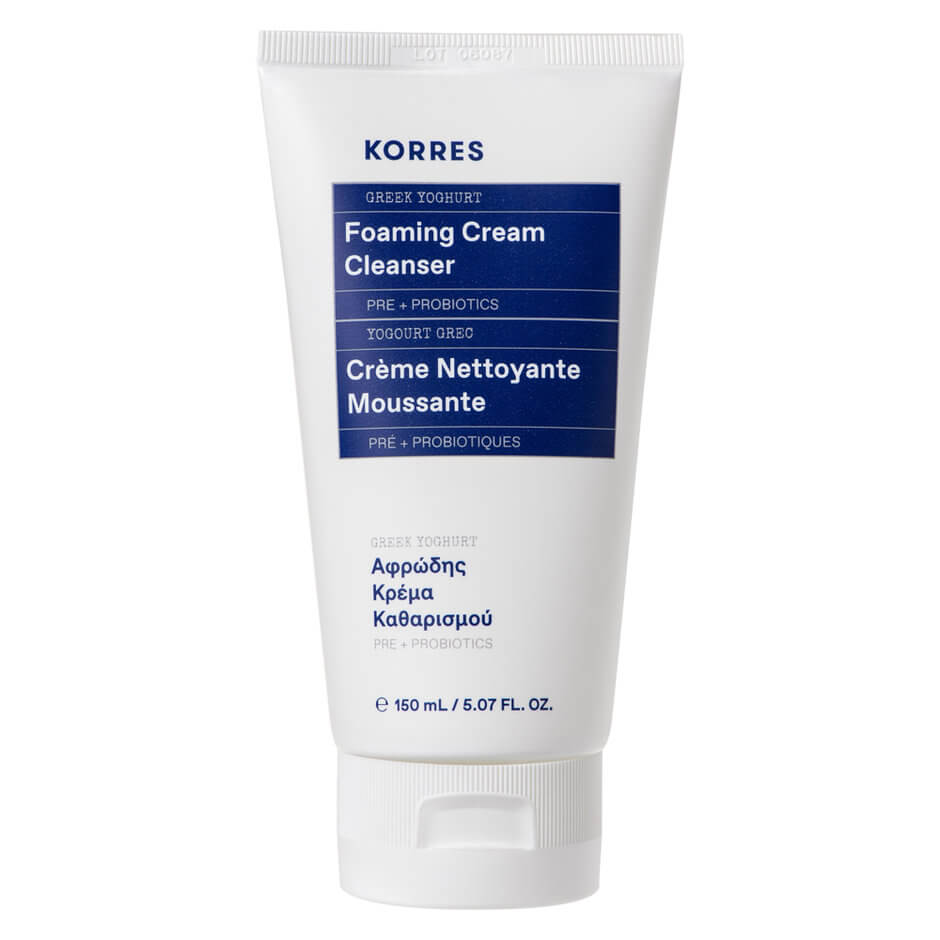 LOT 06087
KORRES
GREEK YOGHURT
Foaming Cream
Cleanser
PRE + PROBIOTICS
YOGOURT GREC
Crème Nettoyante
Moussante
PRÉ + PROBIOTIQUES
GREEK YOGHURT
Αφρώδης
Κρέμα
Καθαρισμού
PRE + PROBIOTICS
℮ 150 mL / 5.07 FL. OZ.